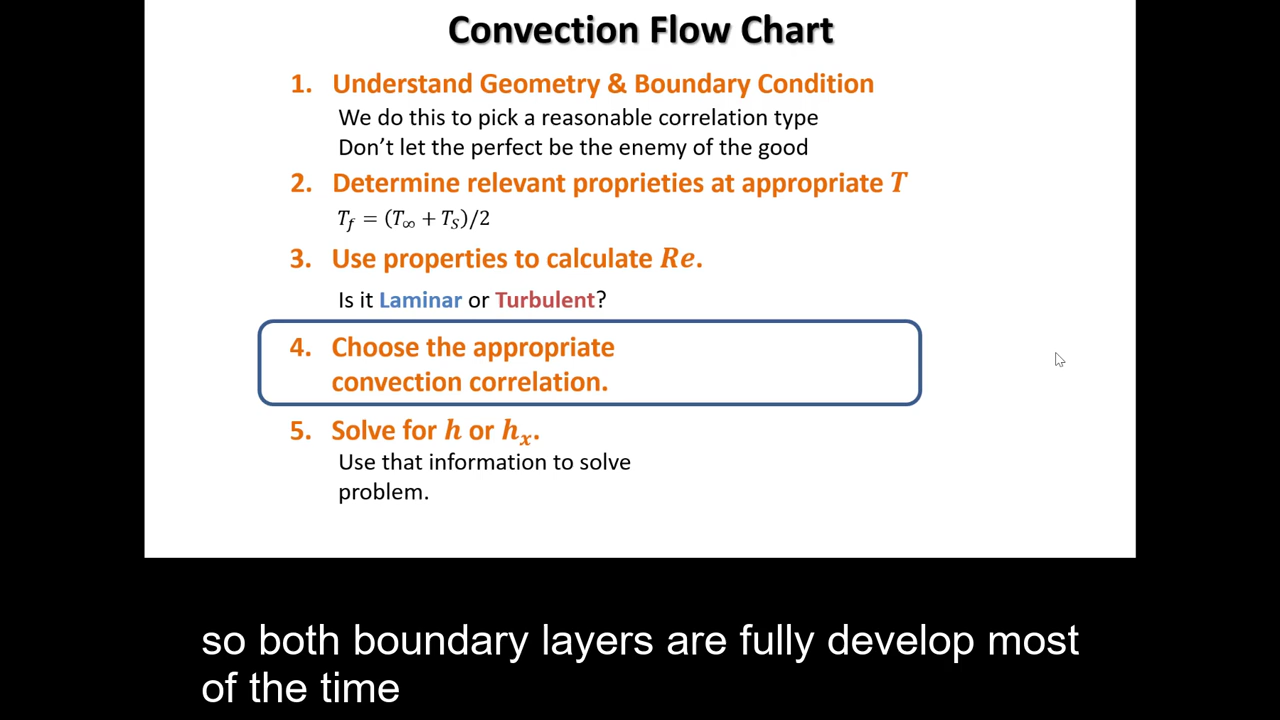 Convection Flow Chart
1. Understand Geometry & Boundary Condition
We do this to pick a reasonable correlation type
Don’t let the perfect be the enemy of the good
2. Determine relevant proprieties at appropriate T
T_f = (T_∞ + T_S)/2
3. Use properties to calculate Re.
Is it Laminar or Turbulent?
4. Choose the appropriate
convection correlation.
5. Solve for h or h_x.
Use that information to solve
problem.
so both boundary layers are fully develop most
of the time